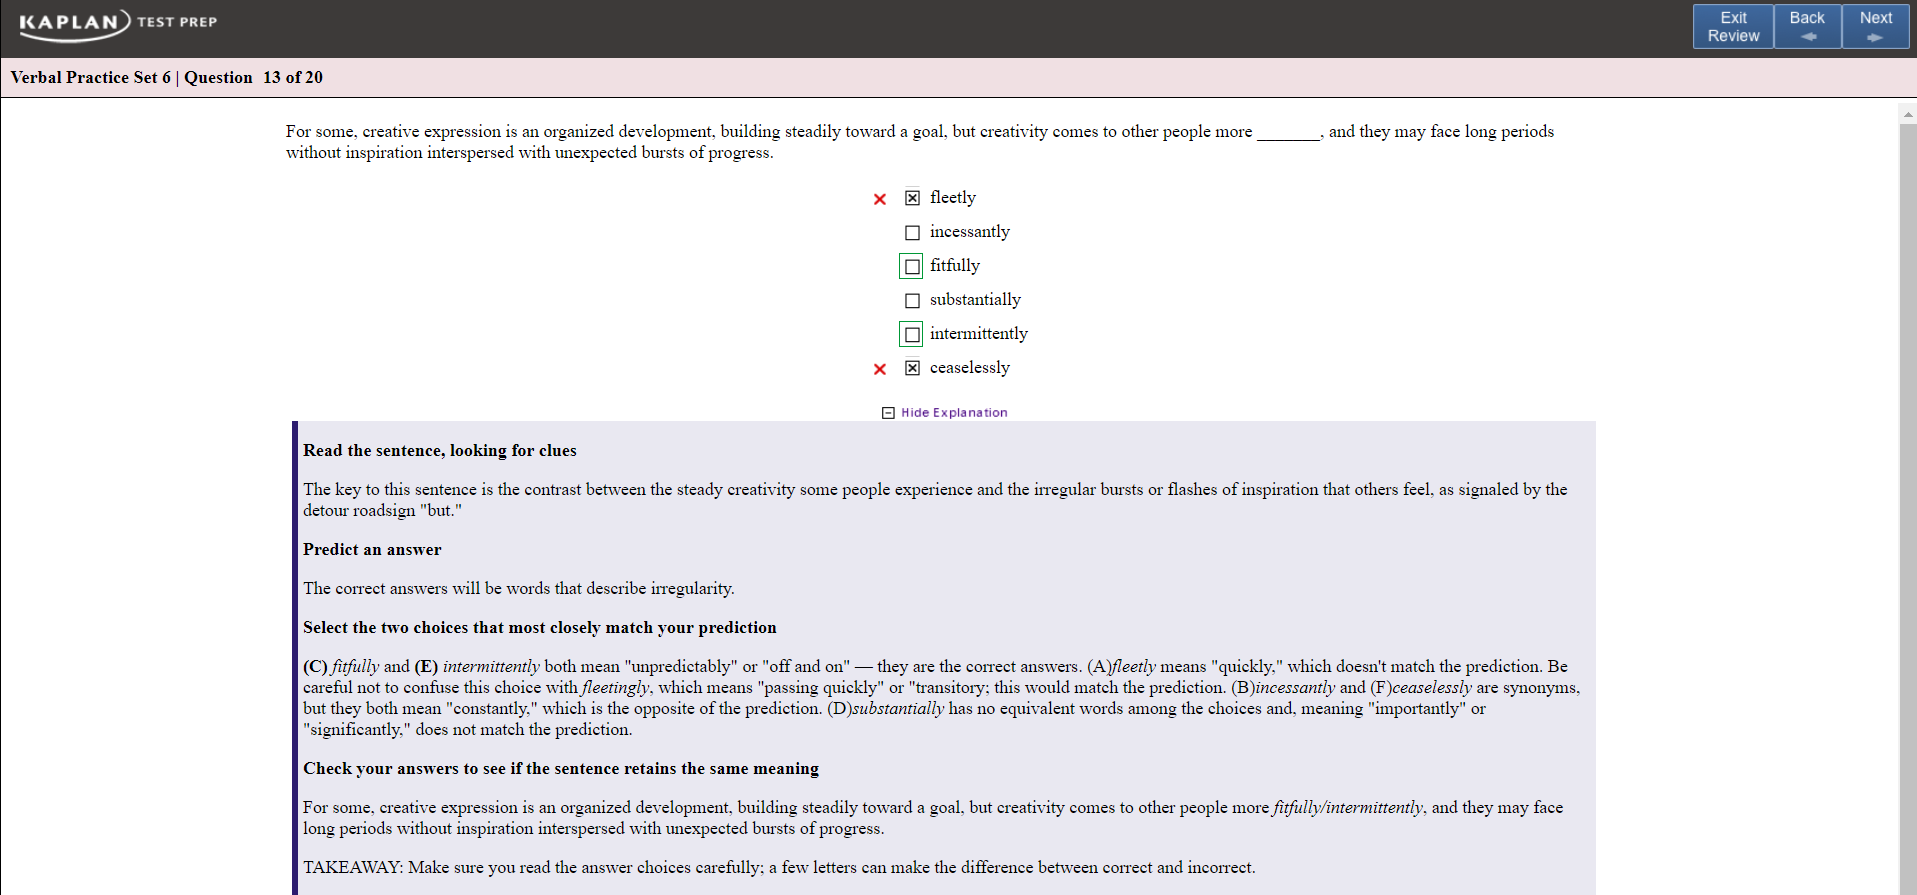 KAPLAN TEST PREP
Exit Review
Back
Next
Verbal Practice Set 6 | Question 13 of 20
For some, creative expression is an organized development, building steadily toward a goal, but creativity comes to other people more _______, and they may face long periods
without inspiration interspersed with unexpected bursts of progress.
fleetly
incessantly
fitfully
substantially
intermittently
ceaselessly
Hide Explanation
Read the sentence, looking for clues
The key to this sentence is the contrast between the steady creativity some people experience and the irregular bursts or flashes of inspiration that others feel, as signaled by the
detour roadsign "but."
Predict an answer
The correct answers will be words that describe irregularity.
Select the two choices that most closely match your prediction
(C) fitfully and (E) intermittently both mean "unpredictably" or "off and on" — they are the correct answers. (A)fleetly means "quickly," which doesn't match the prediction. Be
careful not to confuse this choice with fleetingly, which means "passing quickly" or "transitory; this would match the prediction. (B)incessantly and (F)ceaselessly are synonyms,
but they both mean "constantly," which is the opposite of the prediction. (D)substantially has no equivalent words among the choices and, meaning "importantly" or
"significantly," does not match the prediction.
Check your answers to see if the sentence retains the same meaning
For some, creative expression is an organized development, building steadily toward a goal, but creativity comes to other people more fitfully/intermittently, and they may face
long periods without inspiration interspersed with unexpected bursts of progress.
TAKEAWAY: Make sure you read the answer choices carefully; a few letters can make the difference between correct and incorrect.